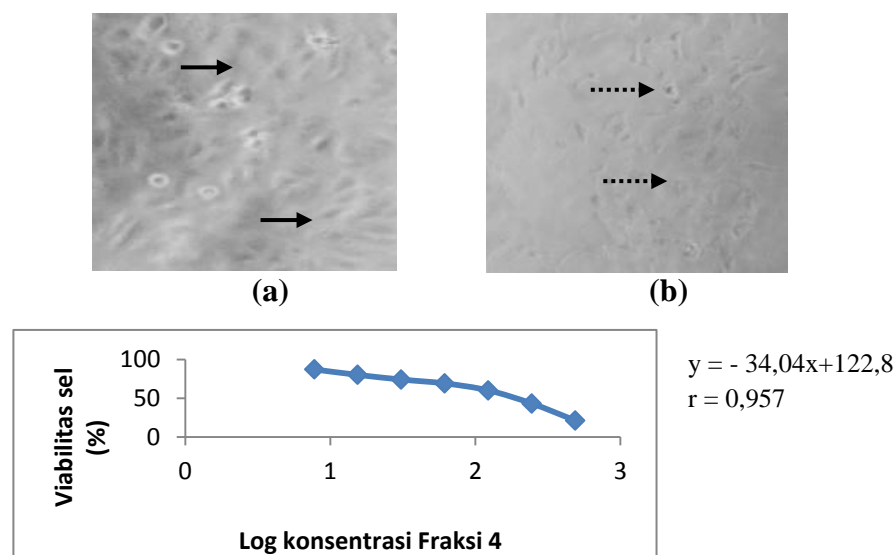 (a)
(b)
Viabilitas sel
(%)
100
50
0
0
1
2
3
Log konsentrasi Fraksi 4
y = - 34,04x+122,8
r = 0,957